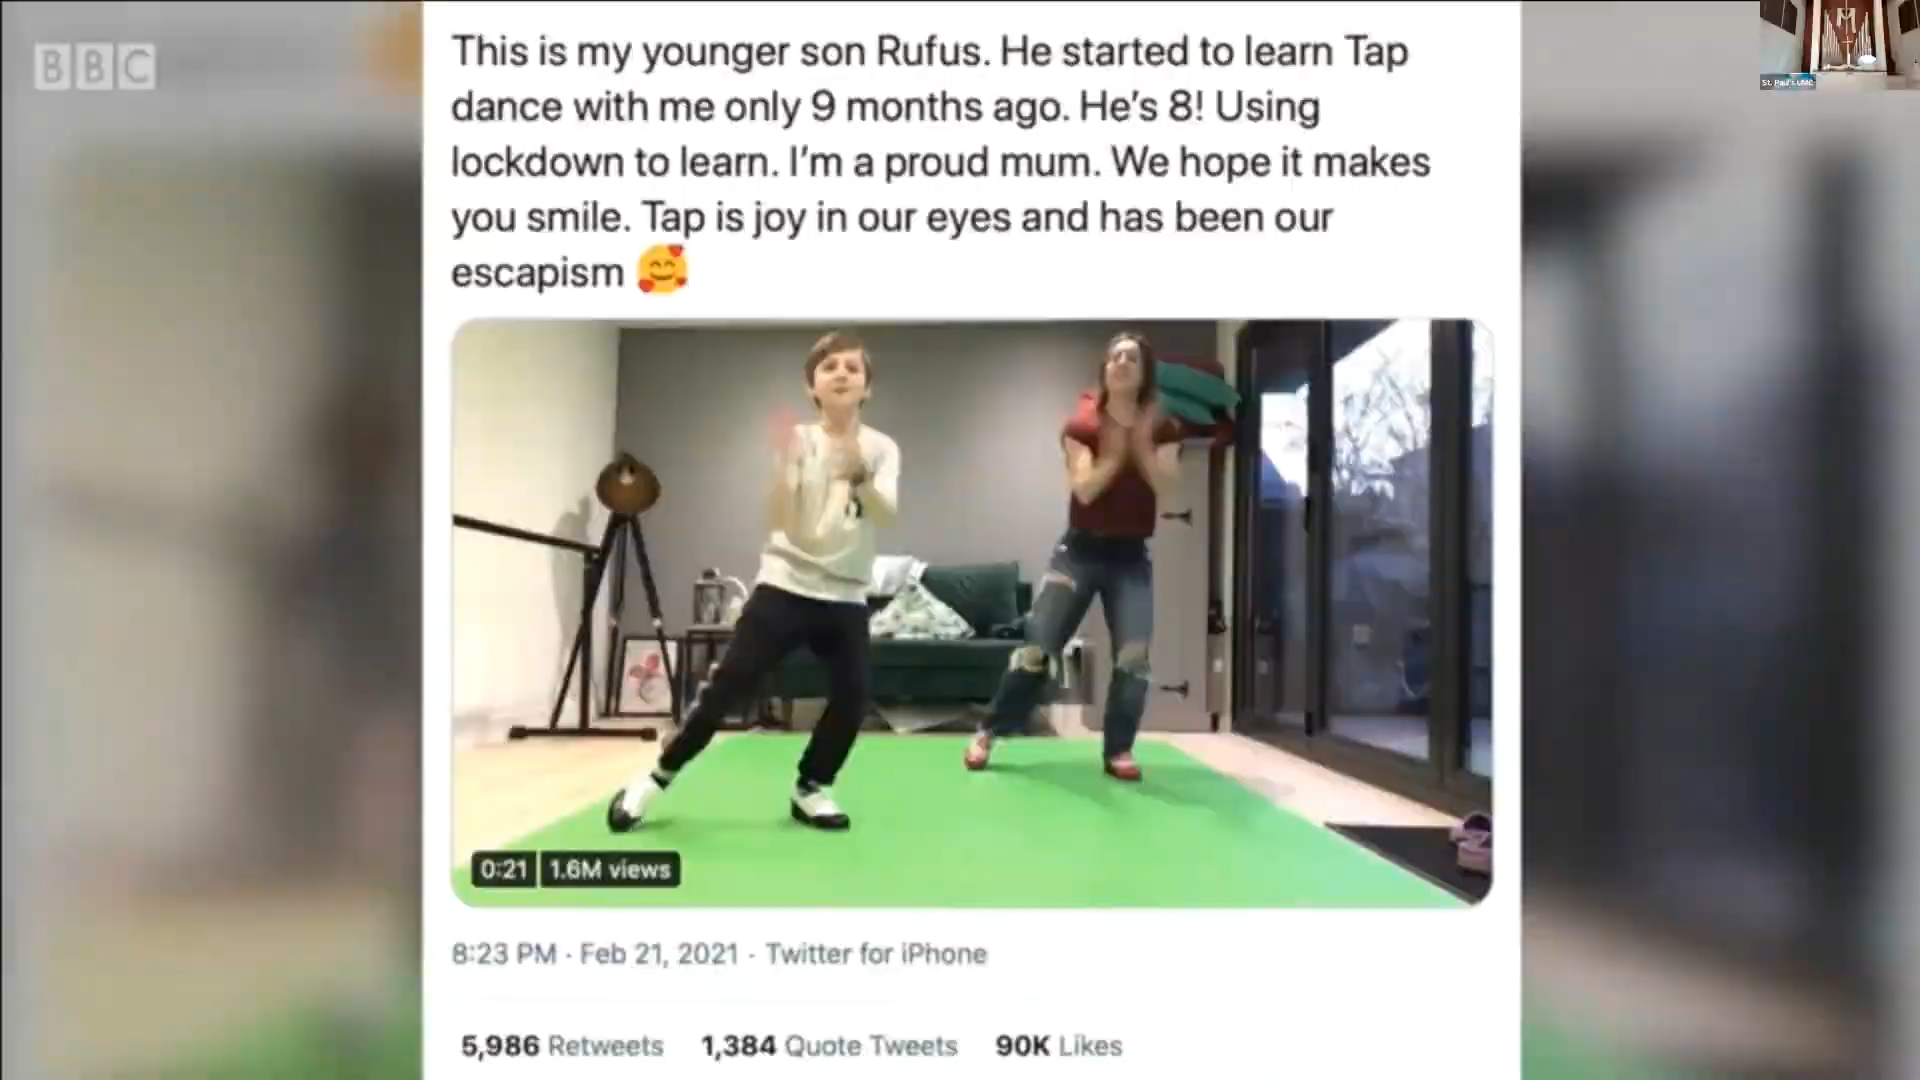 BBC
St. Paul's UMC
This is my younger son Rufus. He started to learn Tap
dance with me only 9 months ago. He's 8! Using
lockdown to learn. I'm a proud mum. We hope it makes
you smile. Tap is joy in our eyes and has been our
escapism 🥰
0:21 1.6M views
8:23 PM · Feb 21, 2021 · Twitter for iPhone
5,986 Retweets 1,384 Quote Tweets 90K Likes